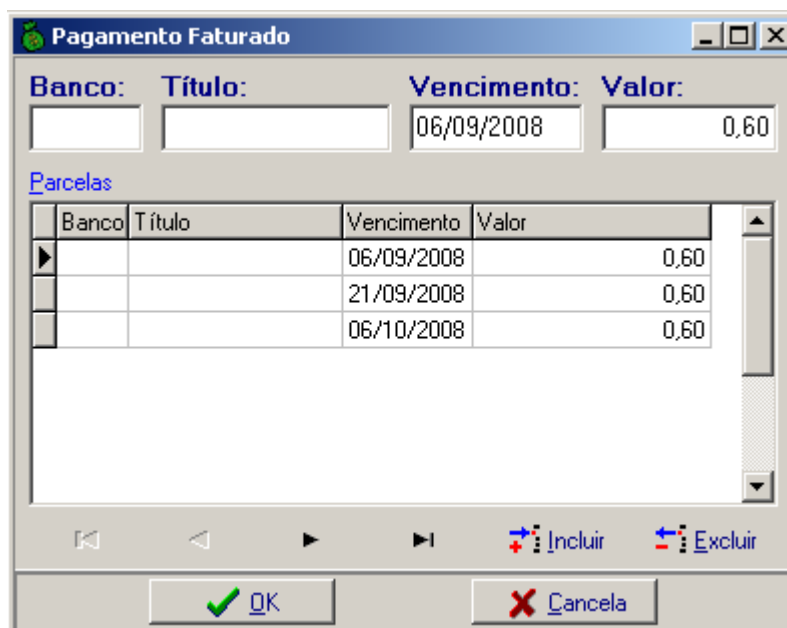 Pagamento Faturado
Banco: Título: Vencimento: Valor:
06/09/2008 0,60
Parcelas
Banco Título Vencimento Valor
06/09/2008 0,60
21/09/2008 0,60
06/10/2008 0,60
Incluir Excluir
OK Cancela